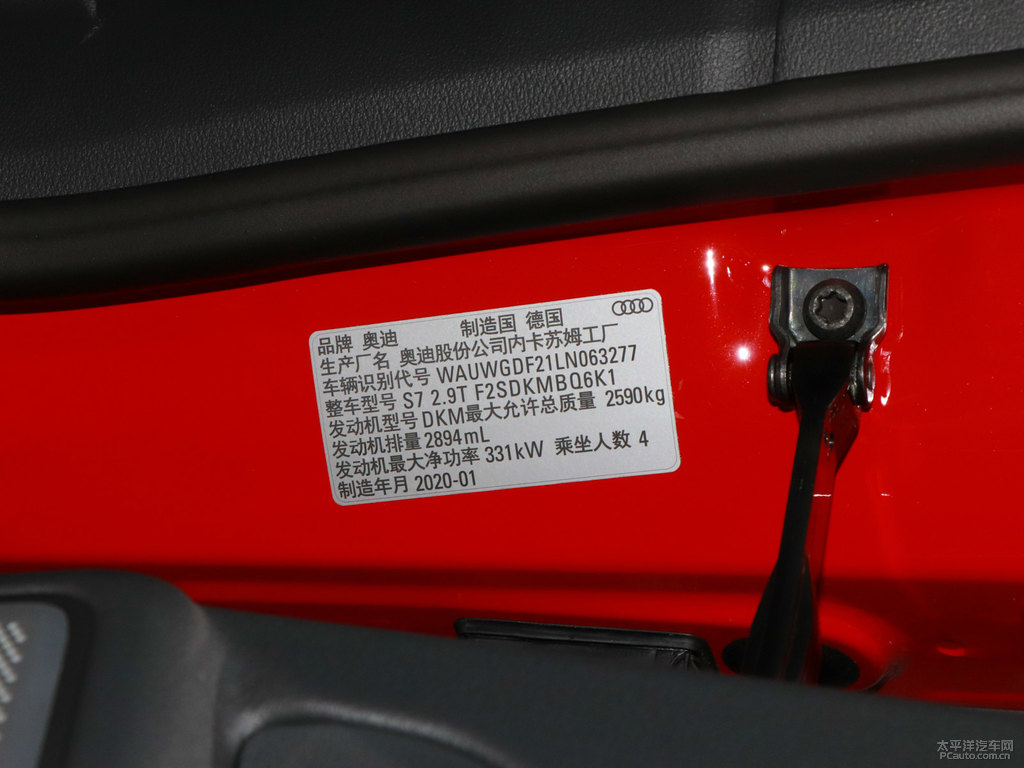 品牌 奥迪 制造国 德国
生产厂名 奥迪股份公司内卡苏姆工厂
车辆识别代号 WAUWGDF21LN063277
整车型号 S7 2.9T F2SDKMBQ6K1
发动机型号 DKM最大允许总质量 2590kg
发动机排量 2894mL
发动机最大净功率 331kW 乘坐人数 4
制造年月 2020-01
太平洋汽车网
PCauto.com.cn